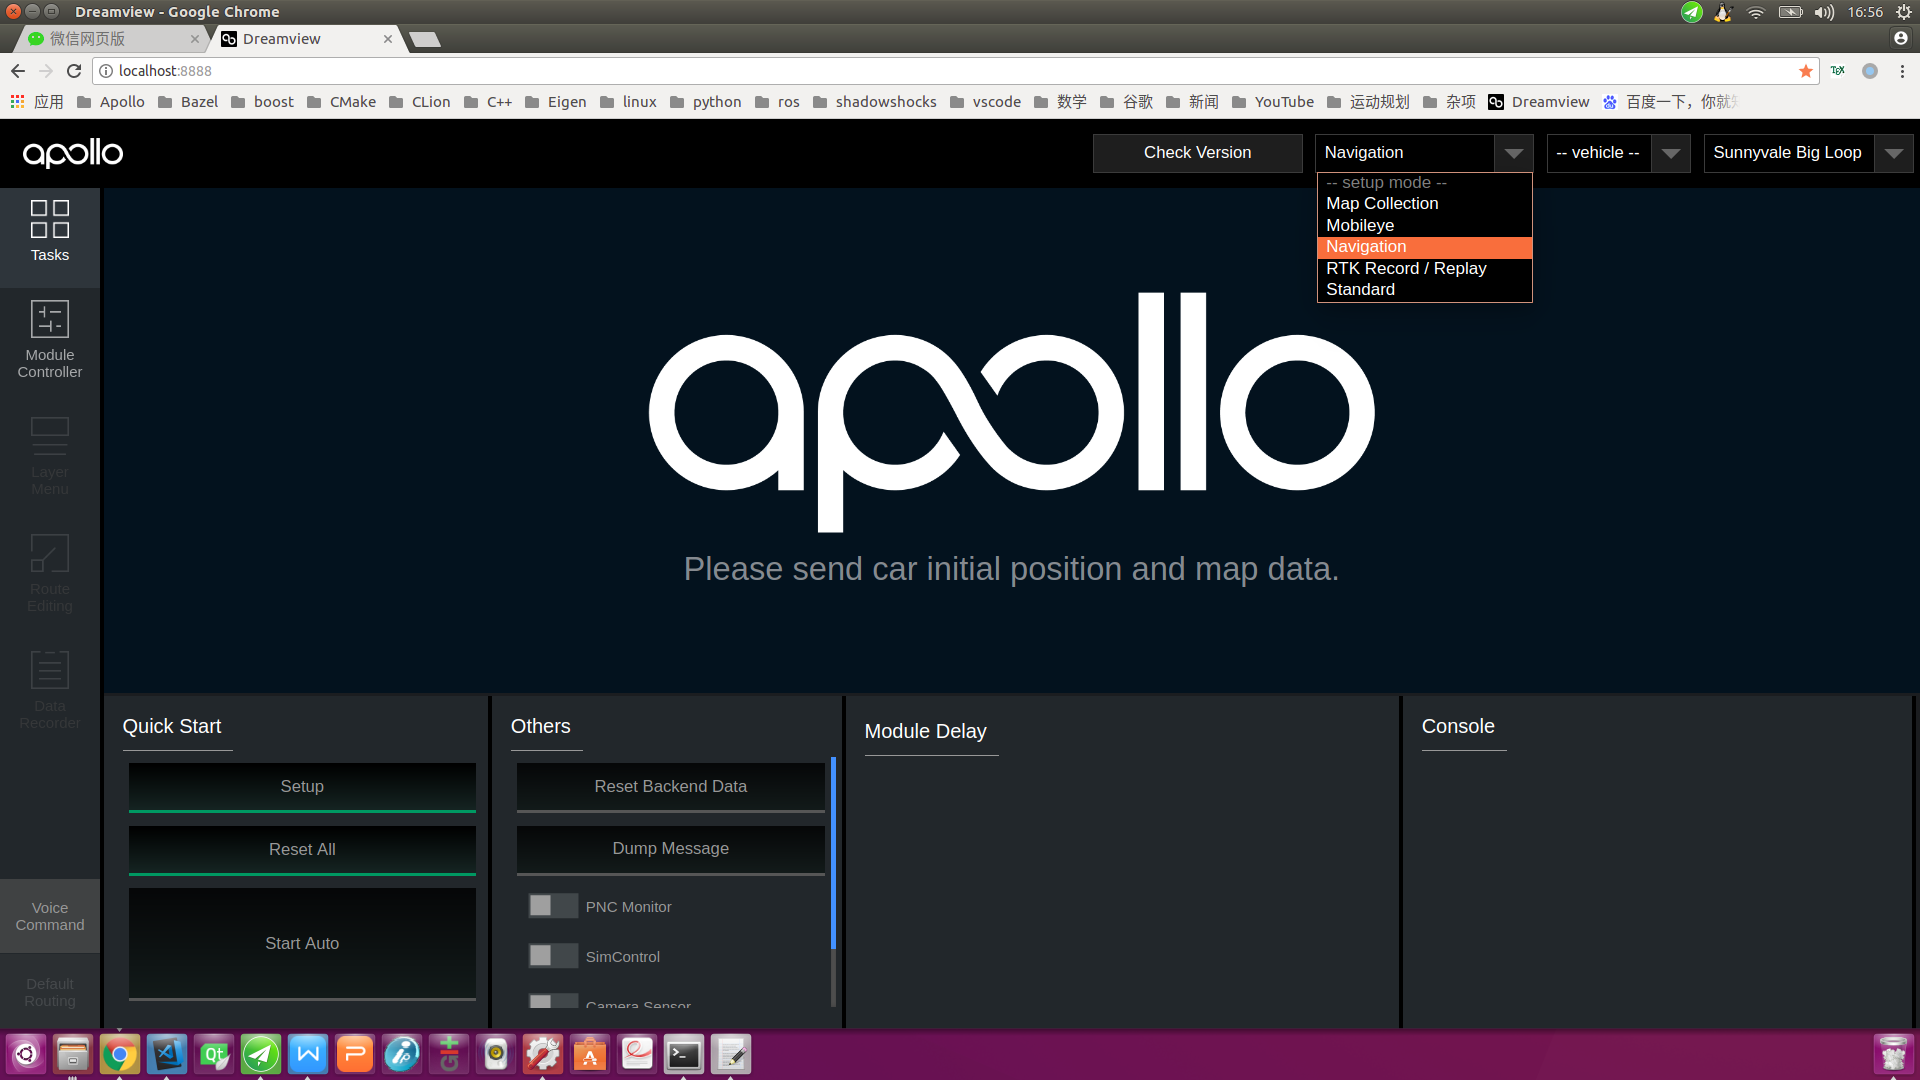 Dreamview - Google Chrome
16:56
微信网页版
Dreamview
localhost:8888
TEX
应用 Apollo Bazel boost CMake CLion C++ Eigen linux python ros shadowshocks vscode 数学 谷歌 新闻 YouTube 运动规划 杂项 Dreamview 百度一下，你就知
apollo
Check Version
Navigation
-- vehicle --
Sunnyvale Big Loop
-- setup mode --
Map Collection
Mobileye
Navigation
RTK Record / Replay
Standard
Tasks
Module
Controller
Layer
Menu
Route
Editing
Data
Recorder
Voice
Command
Default
Routing
apollo
Please send car initial position and map data.
Quick Start
Setup
Reset All
Start Auto
Others
Reset Backend Data
Dump Message
PNC Monitor
SimControl
Camera Sensor
Module Delay
Console
Qt
W
P
Git
A